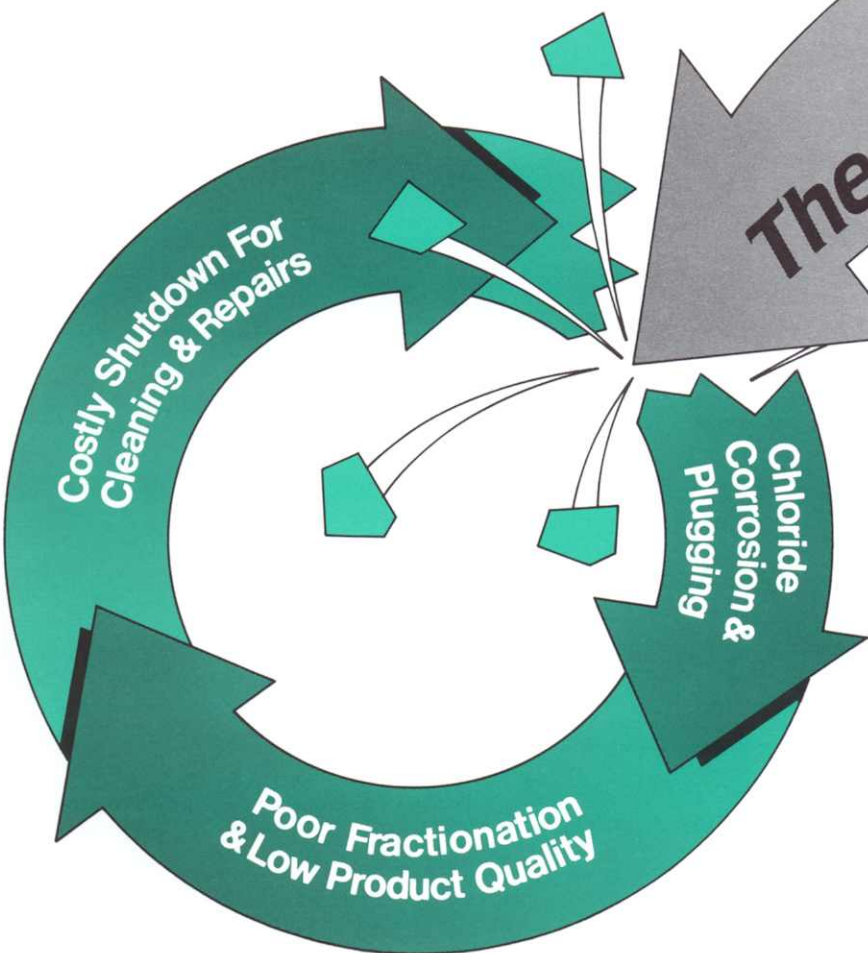 The
Costly Shutdown For
Cleaning & Repairs
Chloride
Corrosion &
Plugging
Poor Fractionation
& Low Product Quality